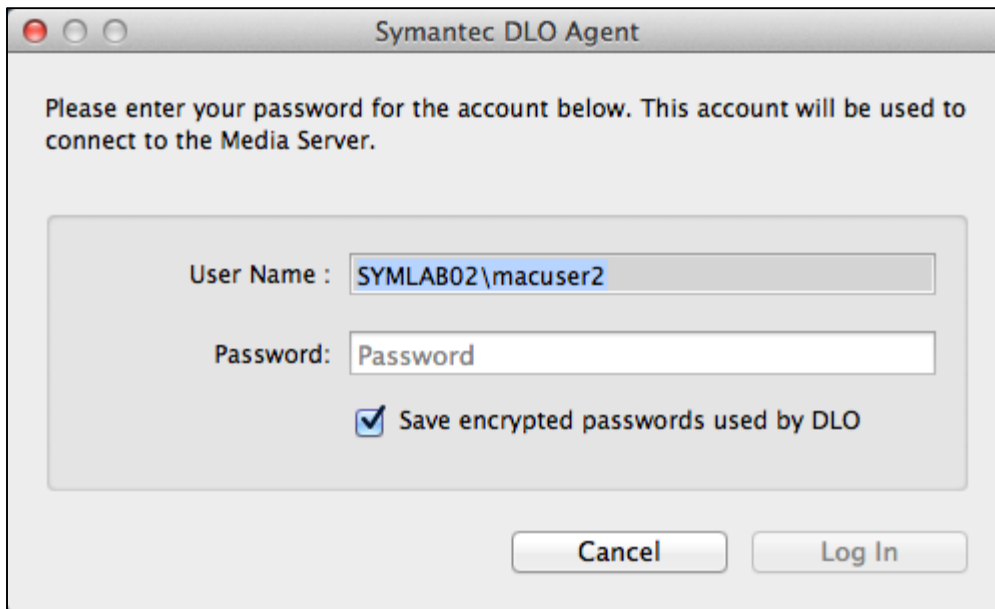 Symantec DLO Agent
Please enter your password for the account below. This account will be used to
connect to the Media Server.
User Name : SYMLAB02\macuser2
Password: Password
Save encrypted passwords used by DLO
Cancel Log In